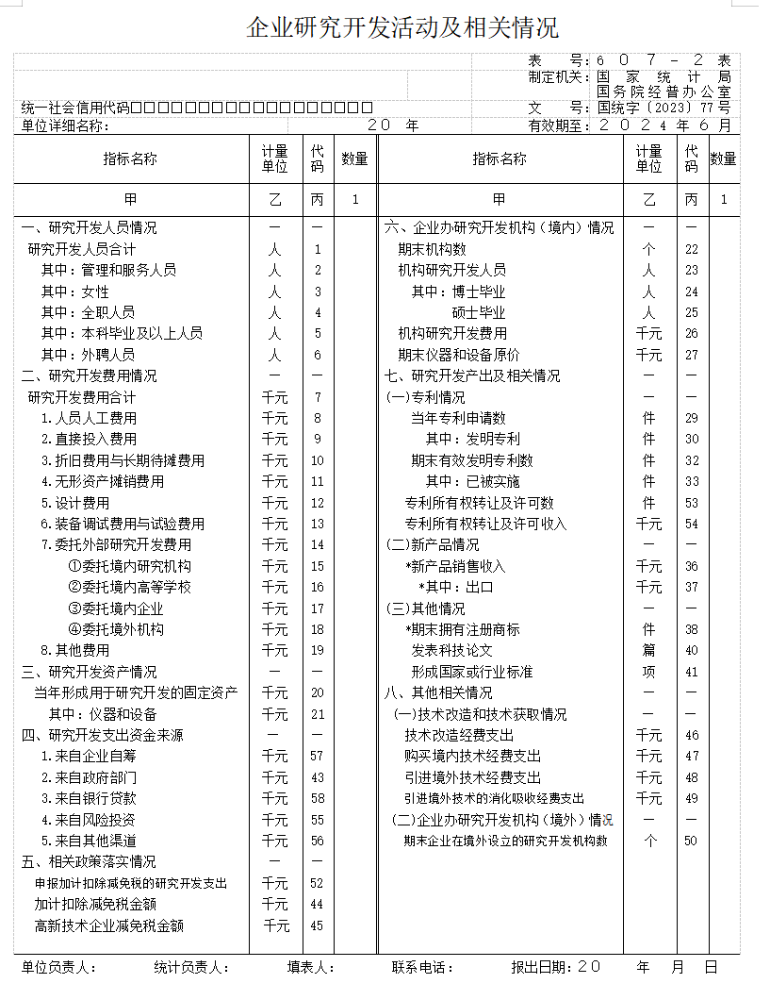 企业研究开发活动及相关情况
表 号:6 0 7 - 2 表
制定机关:国 家 统 计 局
国务院经普办公室
统一社会信用代码□□□□□□□□□□□□□□□□□□ 文 号:国统字〔2023〕77号
单位详细名称: 20 年 有效期至:2024年6月
指标名称 计量单位 代码 数量 指标名称 计量单位 代码 数量
甲 乙 丙 1 甲 乙 丙 1
一、研究开发人员情况 — — 六、企业办研究开发机构(境内)情况 — —
研究开发人员合计 人 1 期末机构数 个 22
其中:管理和服务人员 人 2 机构研究开发人员 人 23
其中:女性 人 3 其中:博士毕业 人 24
其中:全职人员 人 4 硕士毕业 人 25
其中:本科毕业及以上人员 人 5 机构研究开发费用 千元 26
其中:外聘人员 人 6 期末仪器和设备原价 千元 27
二、研究开发费用情况 — — 七、研究开发产出及相关情况 — —
研究开发费用合计 千元 7 (一)专利情况 — —
1.人员人工费用 千元 8 当年专利申请数 件 29
2.直接投入费用 千元 9 其中:发明专利 件 30
3.折旧费用与长期待摊费用 千元 10 期末有效发明专利数 件 32
4.无形资产摊销费用 千元 11 其中:已被实施 件 33
5.设计费用 千元 12 专利所有权转让及许可数 件 53
6.装备调试费用与试验费用 千元 13 专利所有权转让及许可收入 千元 54
7.委托外部研究开发费用 千元 14 (二)新产品情况 — —
①委托境内研究机构 千元 15 *新产品销售收入 千元 36
②委托境内高等学校 千元 16 *其中:出口 千元 37
③委托境内企业 千元 17 (三)其他情况 — —
④委托境外机构 千元 18 *期末拥有注册商标 件 38
8.其他费用 千元 19 发表科技论文 篇 40
三、研究开发资产情况 — — 形成国家或行业标准 项 41
当年形成用于研究开发的固定资产 千元 20 八、其他相关情况 — —
其中:仪器和设备 千元 21 (一)技术改造和技术获取情况 — —
四、研究开发支出资金来源 — — 技术改造经费支出 千元 46
1.来自企业自筹 千元 57 购买境内技术经费支出 千元 47
2.来自政府部门 千元 43 引进境外技术经费支出 千元 48
3.来自银行贷款 千元 58 引进境外技术的消化吸收经费支出 千元 49
4.来自风险投资 千元 55 (二)企业办研究开发机构(境外)情况 — —
5.来自其他渠道 千元 56 期末企业在境外设立的研究开发机构数 个 50
五、相关政策落实情况 — —
申报加计扣除减免税的研究开发支出 千元 52
加计扣除减免税金额 千元 44
高新技术企业减免税金额 千元 45
单位负责人: 统计负责人: 填表人: 联系电话: 报出日期:20 年 月 日